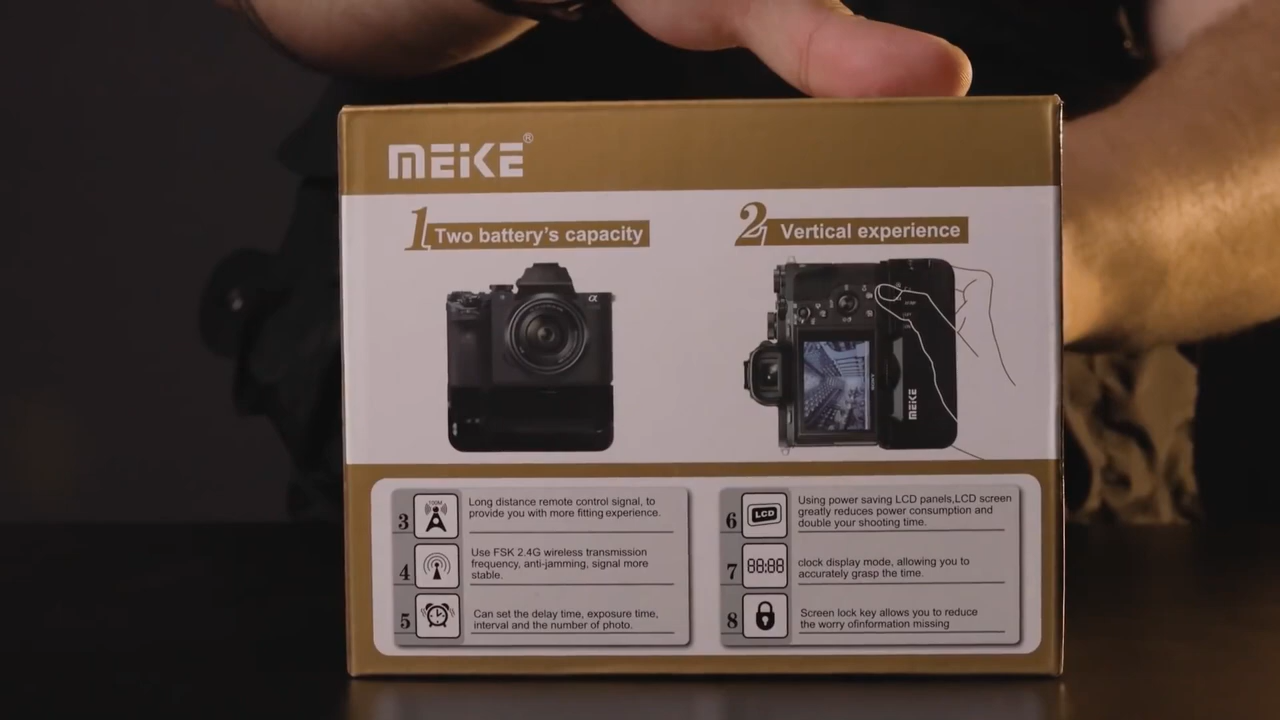 MEIKE®
1 Two battery's capacity
2 Vertical experience
α
MEIKE
3
100M
Long distance remote control signal, to
provide you with more fitting experience.
4
Use FSK 2.4G wireless transmission
frequency, anti-jamming, signal more
stable.
5
Can set the delay time, exposure time,
interval and the number of photo.
6
LCD
Using power saving LCD panels,LCD screen
greatly reduces power consumption and
double your shooting time.
7
88:88
clock display mode, allowing you to
accurately grasp the time.
8
Screen lock key allows you to reduce
the worry ofinformation missing